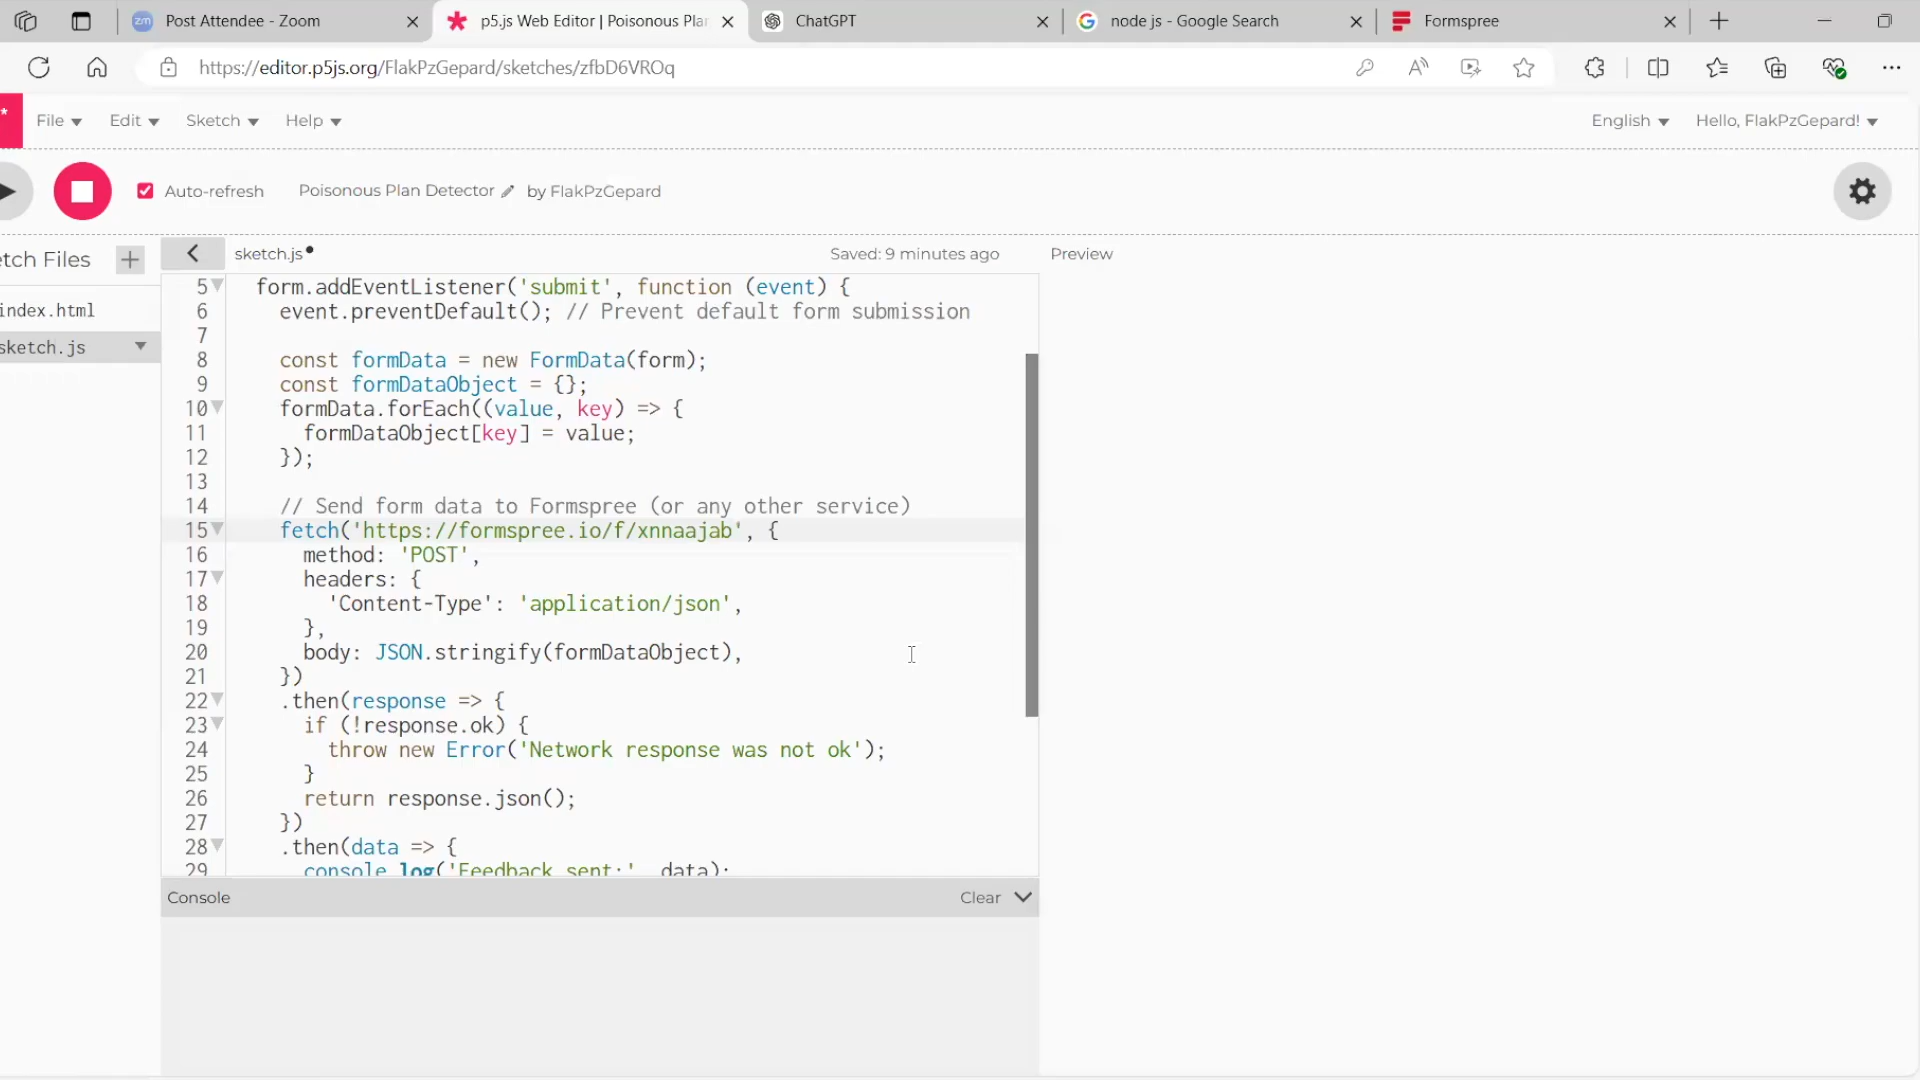 Post Attendee - Zoom
p5.js Web Editor | Poisonous Plan
ChatGPT
node js - Google Search
Formspree
https://editor.p5js.org/FlakPzGepard/sketches/zfbD6VROq
File
Edit
Sketch
Help
English
Hello, FlakPzGepard!
Auto-refresh
Poisonous Plan Detector
by FlakPzGepard
etch Files
sketch.js
Saved: 9 minutes ago
Preview
index.html
sketch.js
5 form.addEventListener('submit', function (event) {
6 event.preventDefault(); // Prevent default form submission
7
8 const formData = new FormData(form);
9 const formDataObject = {};
10 formData.forEach((value, key) => {
11 formDataObject[key] = value;
12 });
13
14 // Send form data to Formspree (or any other service)
15 fetch('https://formspree.io/f/xnnaajab', {
16 method: 'POST',
17 headers: {
18 'Content-Type': 'application/json',
19 },
20 body: JSON.stringify(formDataObject),
21 })
22 .then(response => {
23 if (!response.ok) {
24 throw new Error('Network response was not ok');
25 }
26 return response.json();
27 })
28 .then(data => {
29 console.log('Feedback sent:', data);
Console
Clear